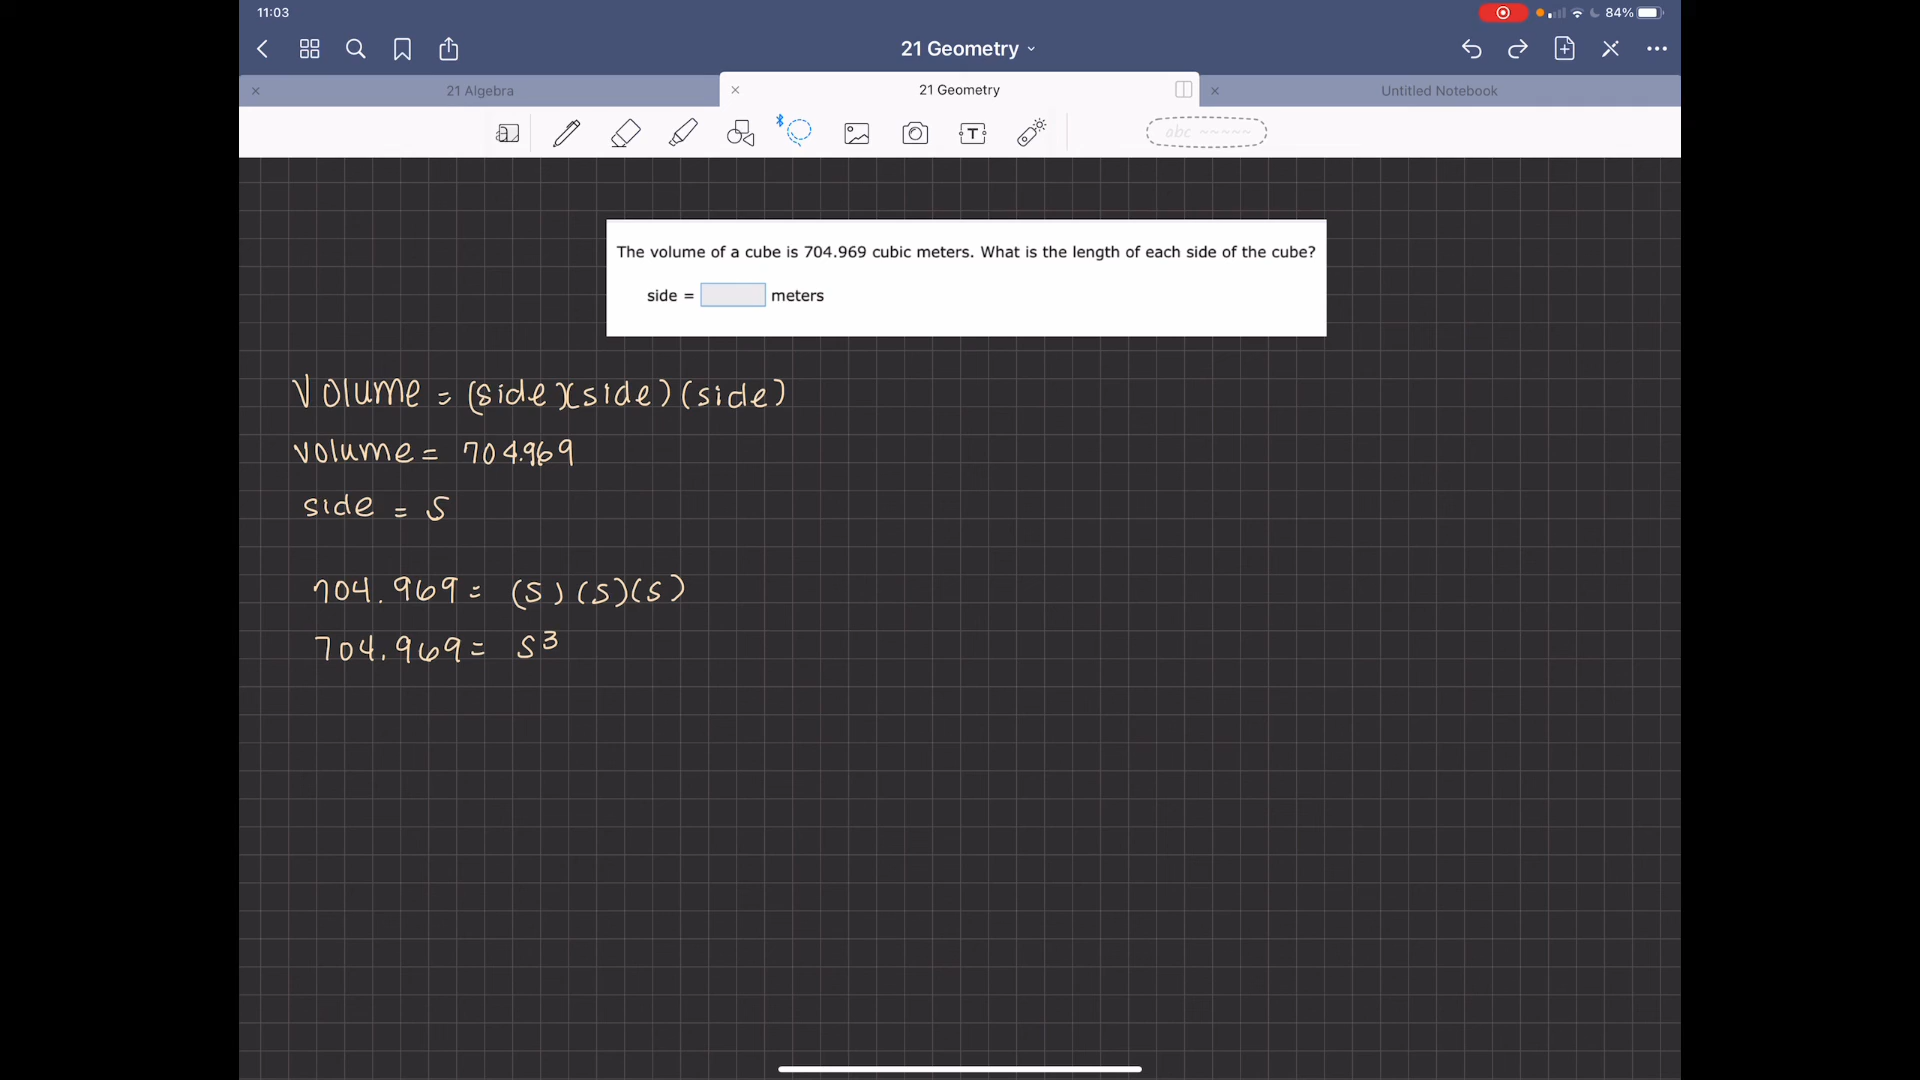 11:03
84%
21 Geometry
21 Algebra
21 Geometry
Untitled Notebook
a
T
abc ~~~~~
The volume of a cube is 704.969 cubic meters. What is the length of each side of the cube?
side = meters
Volume = (side)(side)(side)
volume = 704.969
side = s
704.969 = (s)(s)(s)
704.969 = s³